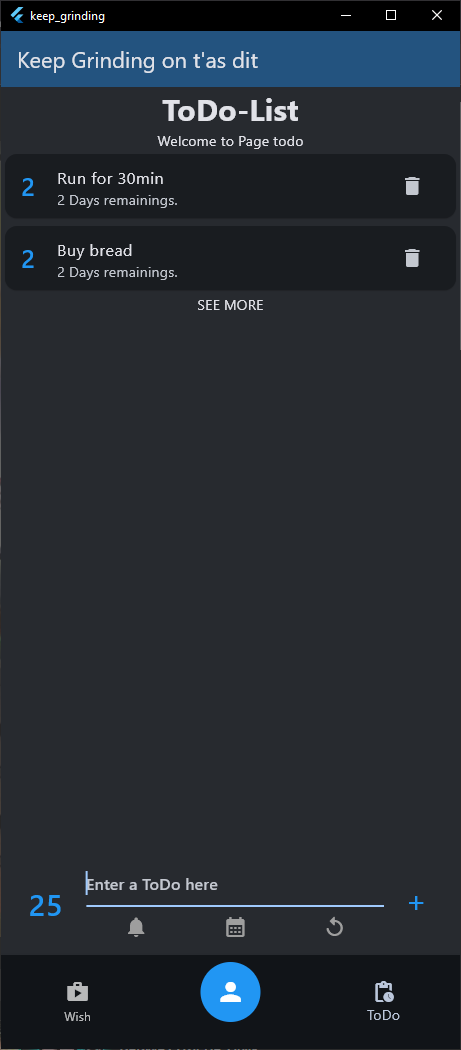 keep_grinding
Keep Grinding on t'as dit
ToDo-List
Welcome to Page todo
2
Run for 30min
2 Days remainings.
2
Buy bread
2 Days remainings.
SEE MORE
25
Enter a ToDo here
+
Wish
ToDo